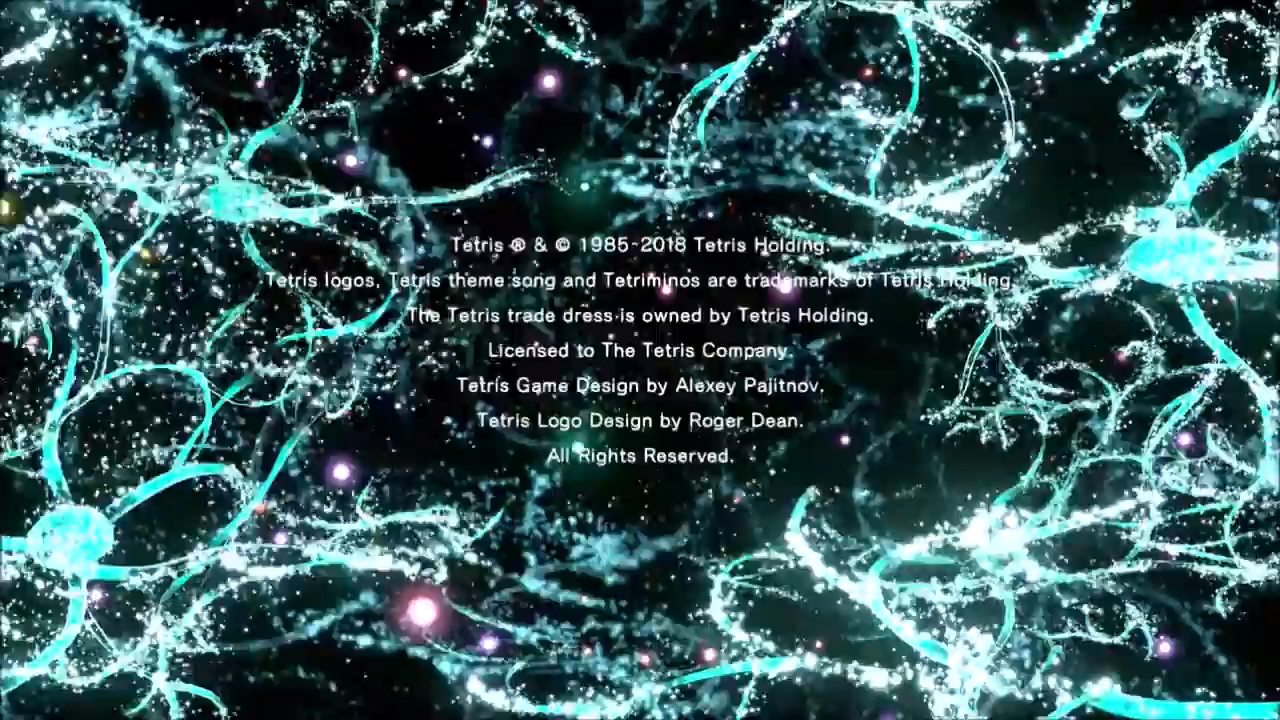 Tetris ® & © 1985-2018 Tetris Holding.
Tetris logos, Tetris theme song and Tetriminos are trademarks of Tetris Holding.
The Tetris trade dress is owned by Tetris Holding.
Licensed to The Tetris Company.
Tetris Game Design by Alexey Pajitnov.
Tetris Logo Design by Roger Dean.
All Rights Reserved.